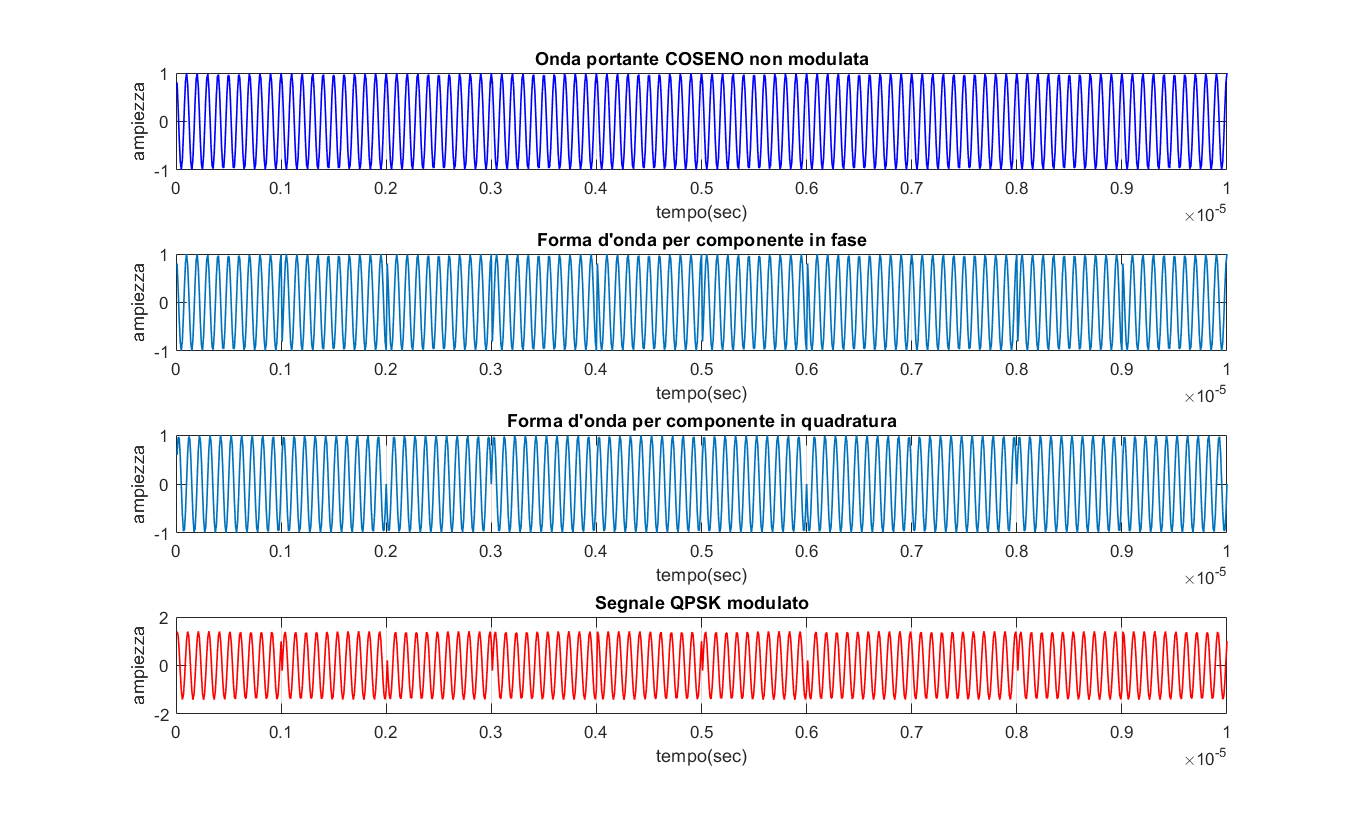 Onda portante COSENO non modulata
ampiezza
1
0
-1
0 0.1 0.2 0.3 0.4 0.5 0.6 0.7 0.8 0.9 1
tempo(sec)
×10-5
Forma d'onda per componente in fase
ampiezza
1
0
-1
0 0.1 0.2 0.3 0.4 0.5 0.6 0.7 0.8 0.9 1
tempo(sec)
×10-5
Forma d'onda per componente in quadratura
ampiezza
1
0
-1
0 0.1 0.2 0.3 0.4 0.5 0.6 0.7 0.8 0.9 1
tempo(sec)
×10-5
Segnale QPSK modulato
ampiezza
2
0
-2
0 0.1 0.2 0.3 0.4 0.5 0.6 0.7 0.8 0.9 1
tempo(sec)
×10-5